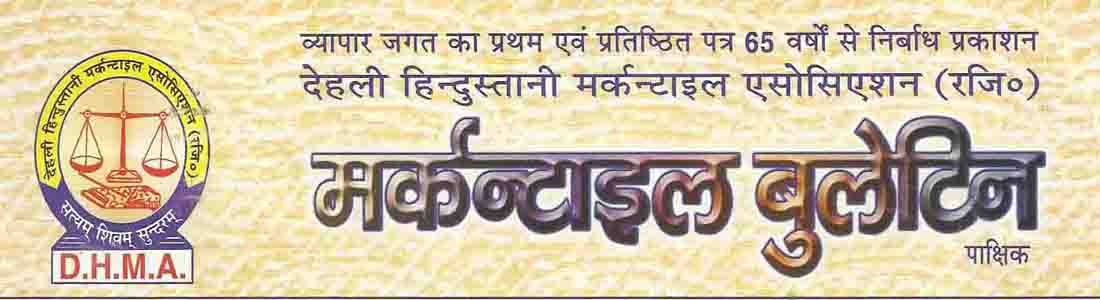 व्यापार जगत का प्रथम एवं प्रतिष्ठित पत्र 65 वर्षों से निर्बाध प्रकाशन
देहली हिन्दुस्तानी मर्कन्टाइल एसोसिएशन (रजि०)
मर्कन्टाइल बुलेटिन
पाक्षिक
देहली हिन्दुस्तानी मर्कन्टाइल एसोसिएशन (रजि०)
सत्यम् शिवम् सुन्दरम्
D.H.M.A.